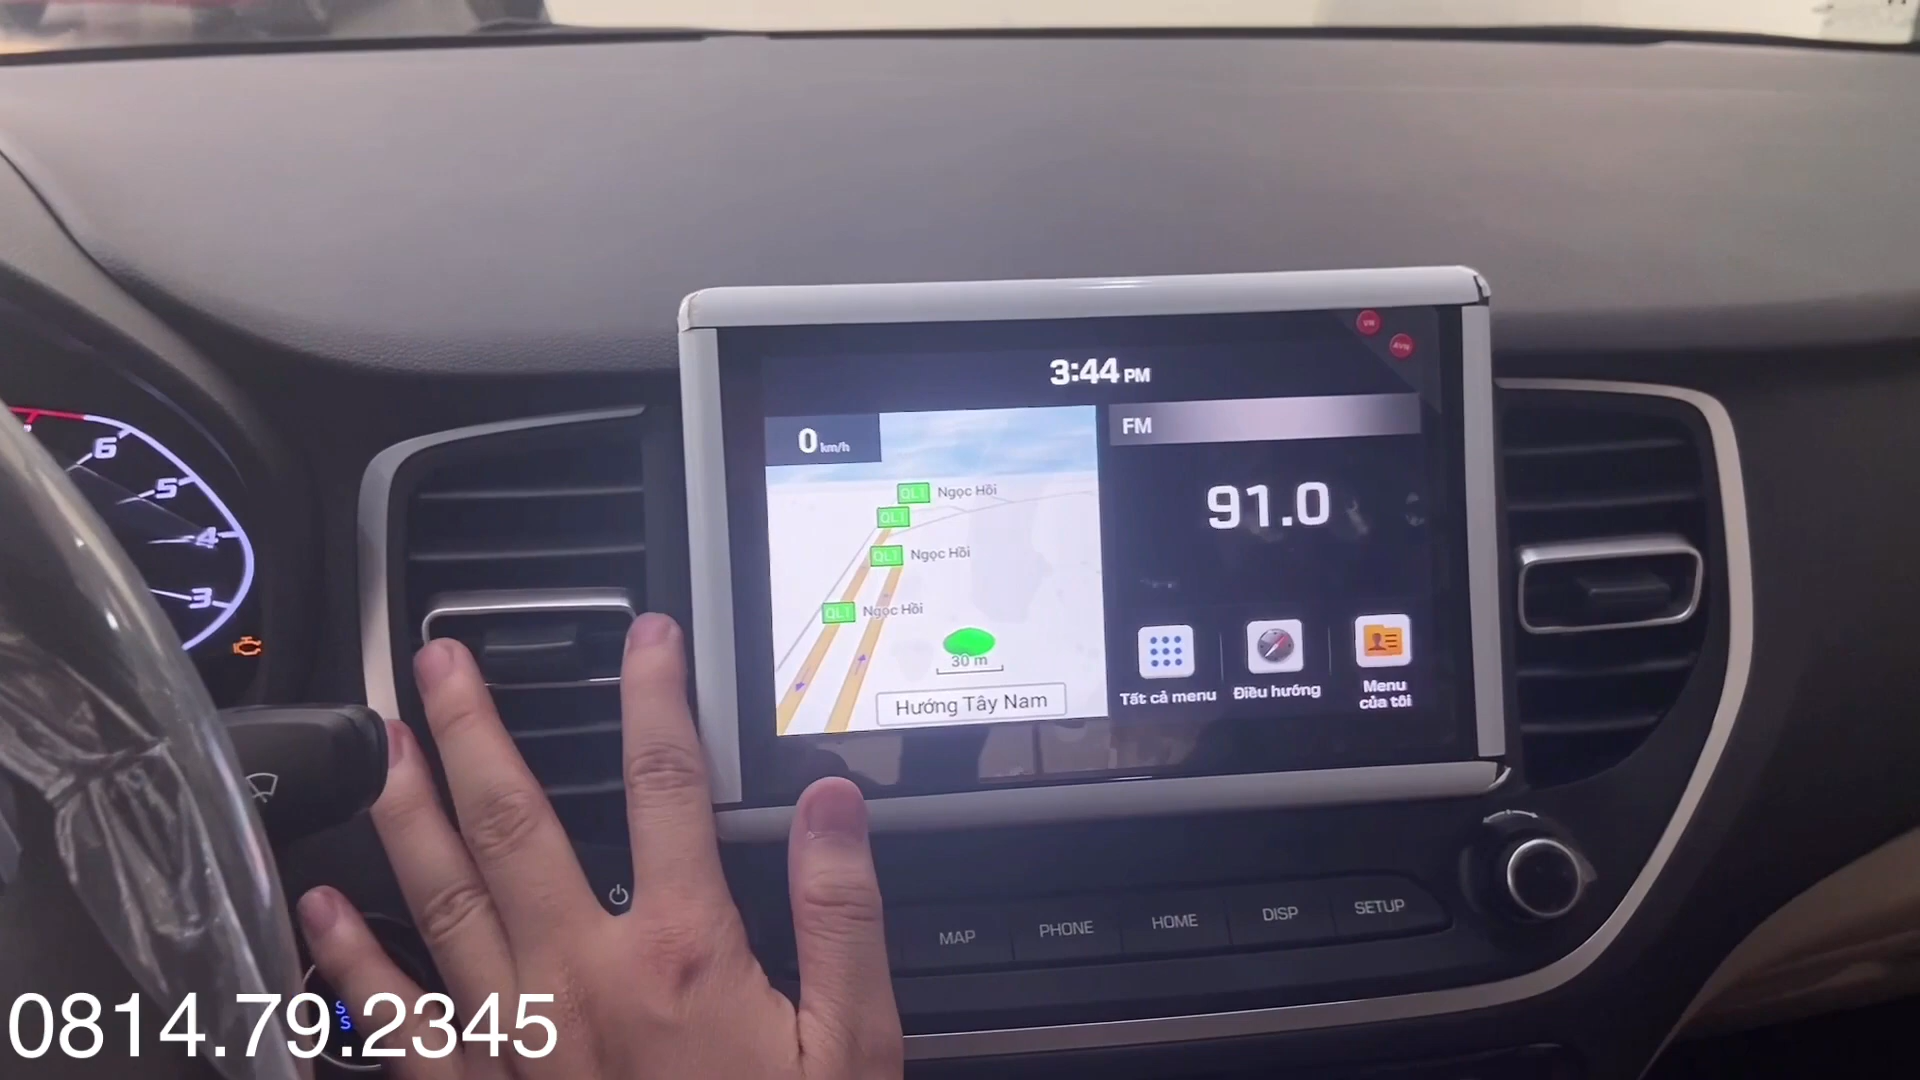 VIN
AVN
3:44 PM
0 km/h
FM
91.0
QL1 Ngọc Hồi
QL1
QL1 Ngọc Hồi
QL1 Ngọc Hồi
30 m
Hướng Tây Nam
Tất cả menu
Điều hướng
Menu
của tôi
6
5
4
3
MAP
PHONE
HOME
DISP
SETUP
0814.79.2345